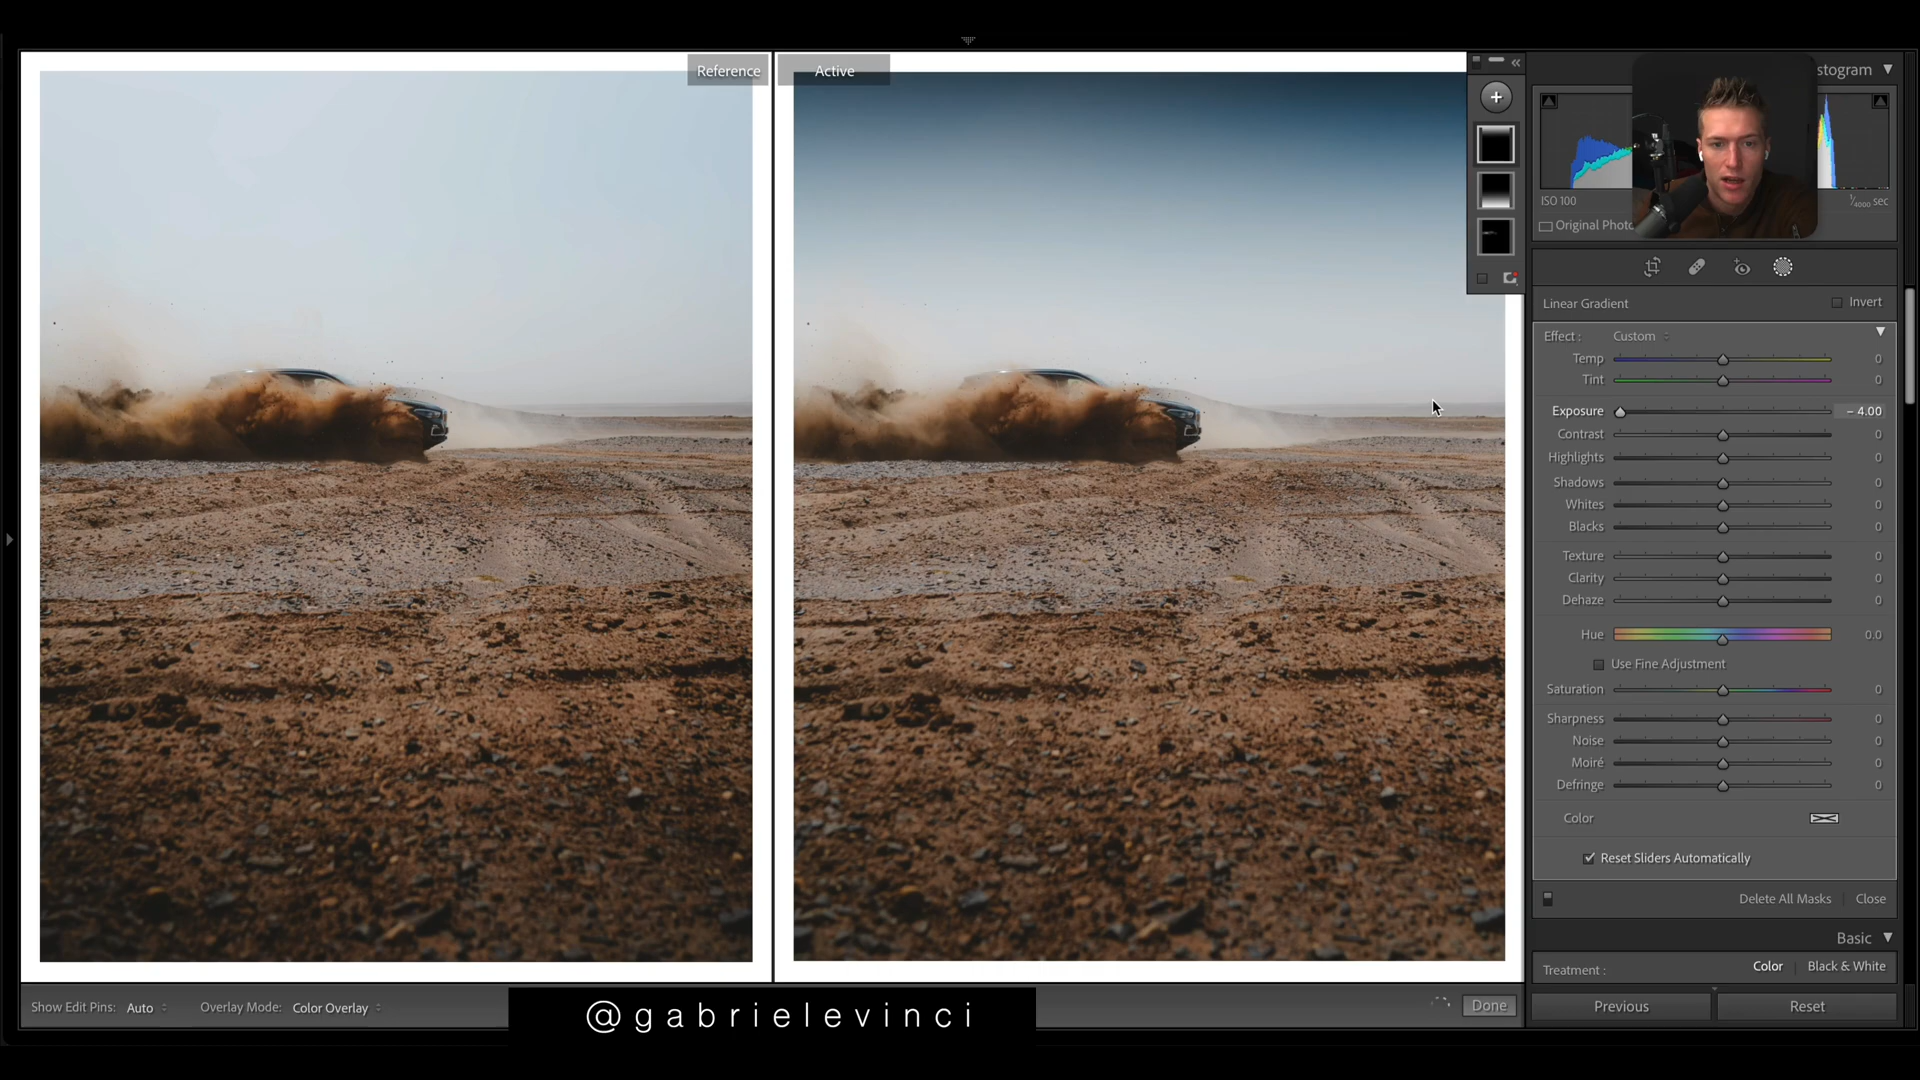 Reference
Active
stogram
ISO 100
1/4000 sec
Original Photo
Linear Gradient
Invert
Effect :
Custom
Temp
0
Tint
0
Exposure
– 4.00
Contrast
0
Highlights
0
Shadows
0
Whites
0
Blacks
0
Texture
0
Clarity
0
Dehaze
0
Hue
0.0
Use Fine Adjustment
Saturation
0
Sharpness
0
Noise
0
Moiré
0
Defringe
0
Color
Reset Sliders Automatically
Delete All Masks
Close
Basic
Treatment :
Color
Black & White
Show Edit Pins:
Auto
Overlay Mode:
Color Overlay
Done
Previous
Reset
@gabrielevinci